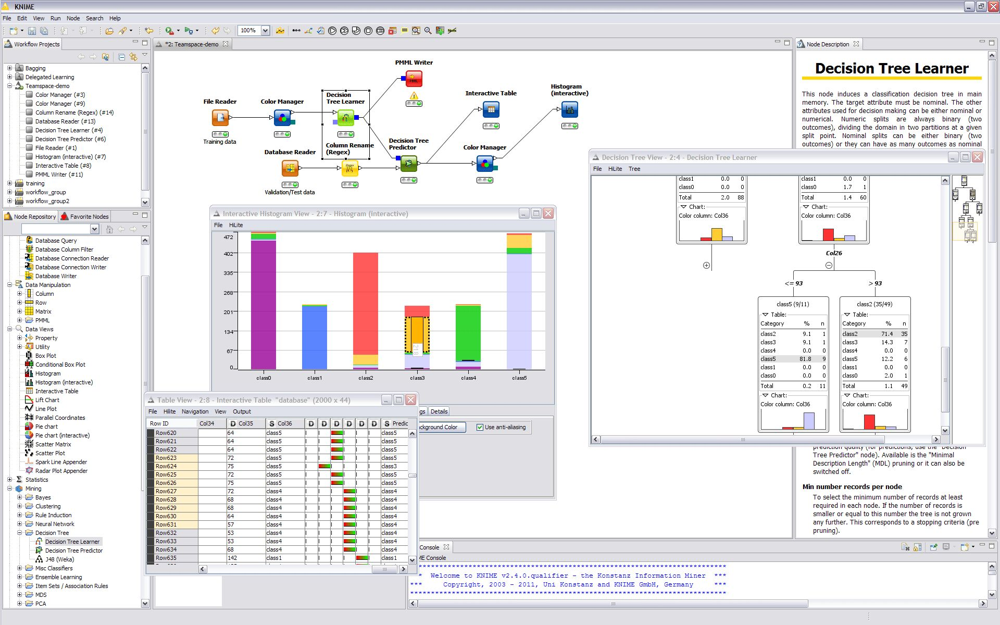 KNIME
File Edit View Run Node Search Help
100%
Workflow Projects
Bagging
Delegated Learning
Teamspace-demo
Color Manager (#3)
Color Manager (#9)
Column Rename (Regex) (#14)
Database Reader (#13)
Decision Tree Learner (#4)
Decision Tree Predictor (#6)
File Reader (#1)
Histogram (interactive) (#7)
Interactive Table (#8)
PMML Writer (#11)
training
workflow_group
workflow_group2
Node Repository Favorite Nodes
Database Query
Database Column Filter
Database Connection Reader
Database Connection Writer
Database Writer
Data Manipulation
Column
Row
Matrix
PMML
Data Views
Property
Utility
Box Plot
Conditional Box Plot
Histogram
Histogram (interactive)
Interactive Table
Lift Chart
Line Plot
Parallel Coordinates
Pie chart
Pie chart (interactive)
Scatter Matrix
Scatter Plot
Spark Line Appender
Radar Plot Appender
Statistics
Mining
Bayes
Clustering
Rule Induction
Neural Network
Decision Tree
Decision Tree Learner
Decision Tree Predictor
J48 (Weka)
Misc Classifiers
Ensemble Learning
Item Sets / Association Rules
MDS
PCA
*2: Teamspace-demo
PMML Writer
File Reader
Training data
Color Manager
Decision
Tree Learner
Interactive Table
Histogram
(interactive)
Database Reader
Validation/Test data
Column Rename
(Regex)
Decision Tree
Predictor
Color Manager
Interactive Histogram View - 2:7 - Histogram (interactive)
File HiLite
472
402
335
268
201
134
67
0
218
class0 class1 class2 class3 class4 class5
gs Details
ckground Color Use anti-aliasing
Table View - 2:8 - Interactive Table "database" (2000 x 44)
File Hilite Navigation View Output
Row ID Col34 D Col35 S Col36 D D D D D D S Predic
Row620 64 class5 class5
Row621 64 class5 class5
Row622 64 class5 class5
Row623 72 class5 class5
Row624 75 class5 class3
Row625 72 class5 class5
Row626 75 class5 class5
Row627 72 class4 class4
Row628 68 class4 class4
Row629 68 class4 class4
Row630 64 class4 class4
Row631 57 class4 class4
Row632 53 class4 class4
Row633 53 class4 class4
Row634 68 class4 class4
Row635 142 class1 class1
Node Description
Decision Tree Learner
This node induces a classification decision tree in main
memory. The target attribute must be nominal. The other
attributes used for decision making can be either nominal or
numerical. Numeric splits are always binary (two
outcomes), dividing the domain in two partitions at a given
split point. Nominal splits can be either binary (two
outcomes) or they can have as many outcomes as nominal
Decision Tree View - 2:4 - Decision Tree Learner
File HiLite Tree
class1 0.0 0
class0 0.0 0
Total 2.0 88
Chart:
Color column: Col36
class1 0.0 0
class0 1.7 1
Total 1.4 60
Chart:
Color column: Col36
Col26
<= 93
> 93
class5 (9/11)
Table:
Category % n
class2 9.1 1
class3 9.1 1
class4 0.0 0
class5 81.8 9
class1 0.0 0
class0 0.0 0
Total 0.2 11
Chart:
Color column: Col36
class2 (35/49)
Table:
Category % n
class2 71.4 35
class3 14.3 7
class4 0.0 0
class5 12.2 6
class1 0.0 0
class0 2.0 1
Total 1.1 49
Chart:
Color column: Col36
prediction quality (for predictions, use the "Decision
Tree Predictor" node). Available is the "Minimal
Description Length" (MDL) pruning or it can also be
switched off.
Min number records per node
To select the minimum number of records at least
required in each node. If the number of records is
smaller or equal to this number the tree is not grown
any further. This corresponds to a stopping criteria (pre
pruning).
Console
ME Console
****************************************************************************
* Welcome to KNIME v2.4.0.qualifier - the Konstanz Information Miner ***
*** Copyright, 2003 - 2011, Uni Konstanz and KNIME GmbH, Germany ***
****************************************************************************